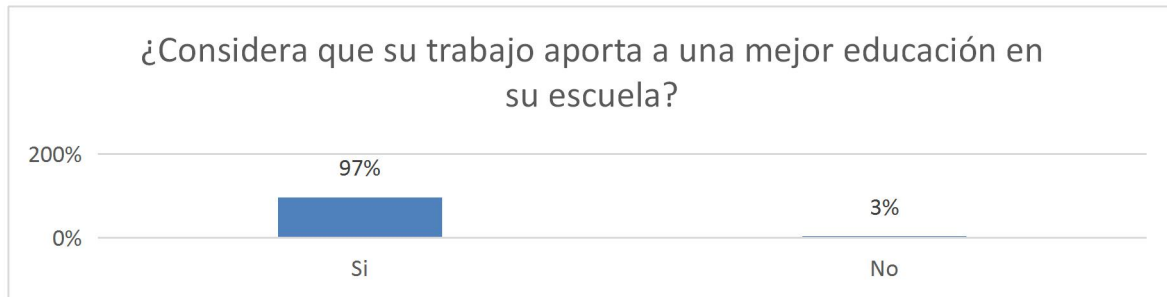 ¿Considera que su trabajo aporta a una mejor educación en
su escuela?
200%
97%
3%
0%
Si
No